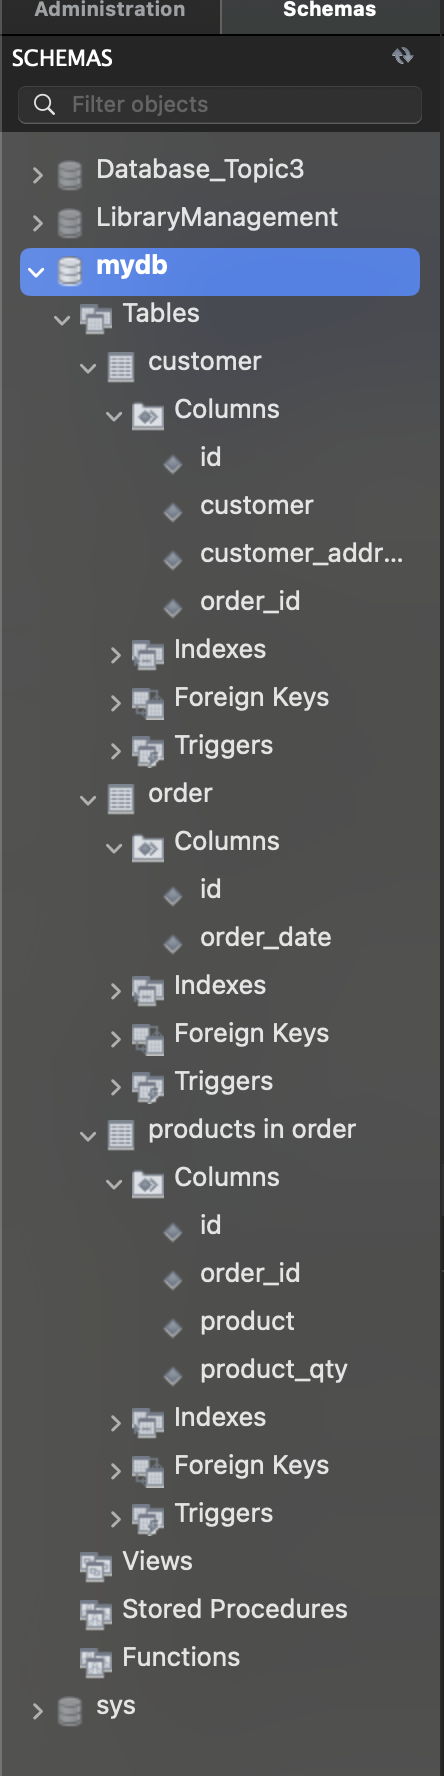 Administration Schemas
SCHEMAS
Filter objects
Database_Topic3
LibraryManagement
mydb
Tables
customer
Columns
id
customer
customer_addr...
order_id
Indexes
Foreign Keys
Triggers
order
Columns
id
order_date
Indexes
Foreign Keys
Triggers
products in order
Columns
id
order_id
product
product_qty
Indexes
Foreign Keys
Triggers
Views
Stored Procedures
Functions
sys